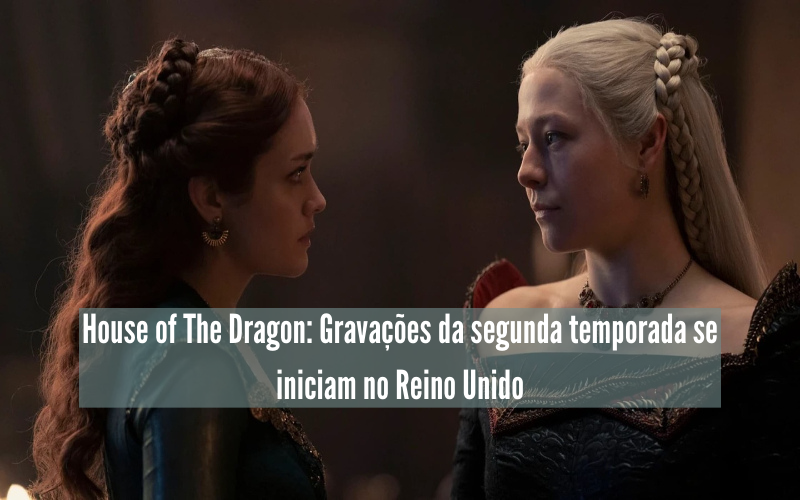 House of The Dragon: Gravações da segunda temporada se
iniciam no Reino Unido